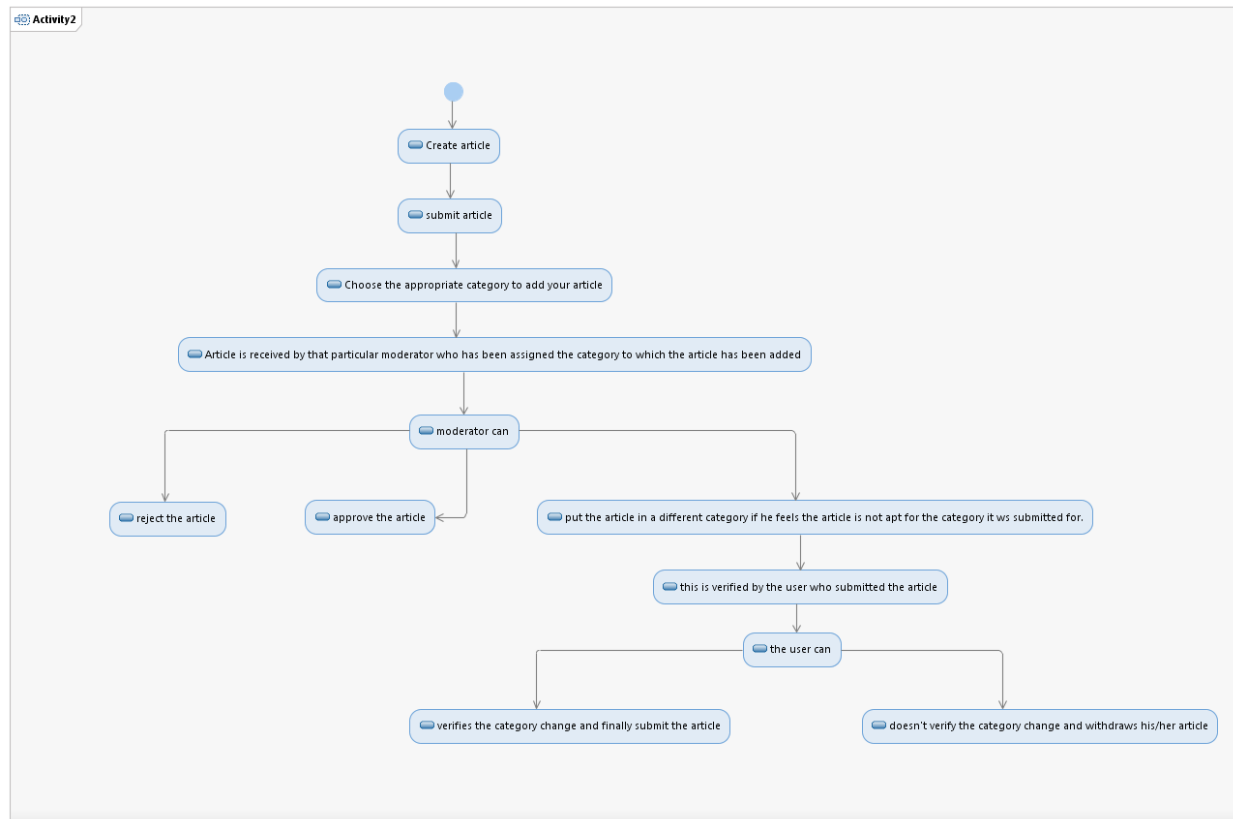 Activity2
Create article
submit article
Choose the appropriate category to add your article
Article is received by that particular moderator who has been assigned the category to which the article has been added
moderator can
reject the article
approve the article
put the article in a different category if he feels the article is not apt for the category it ws submitted for.
this is verified by the user who submitted the article
the user can
verifies the category change and finally submit the article
doesn't verify the category change and withdraws his/her article